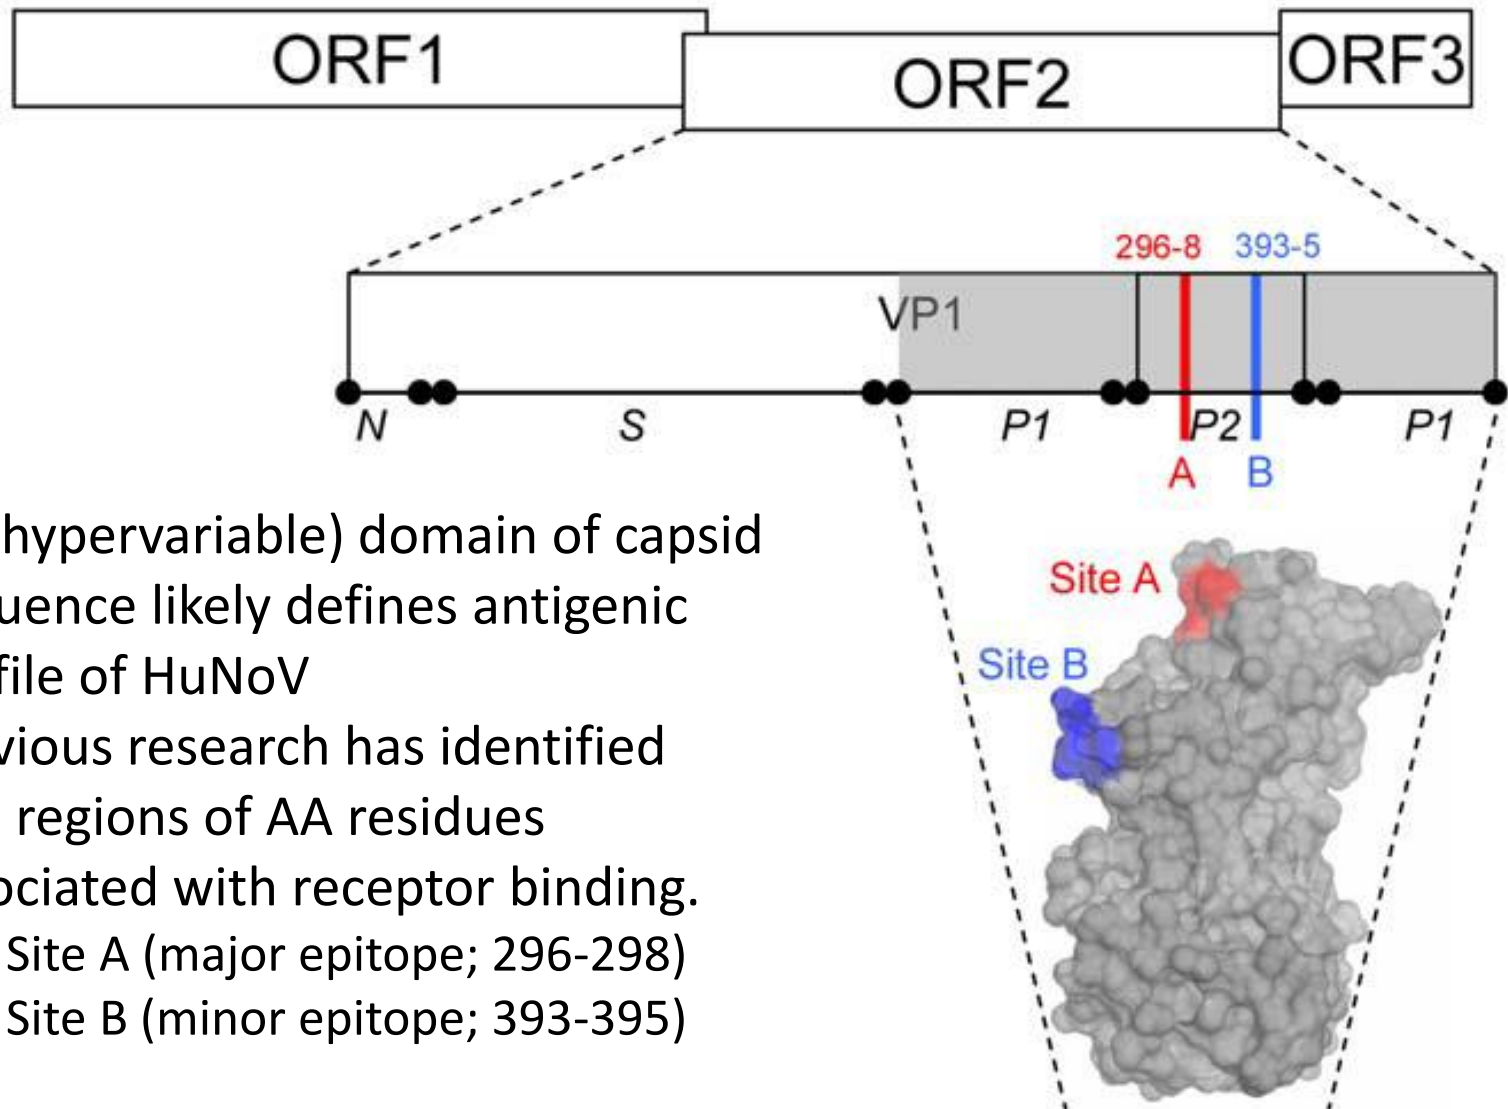 ORF1
ORF2
ORF3
296-8
393-5
VP1
N
S
P1
P2
P1
A
B
hypervariable) domain of capsid
uence likely defines antigenic
file of HuNoV
vious research has identified
regions of AA residues
ociated with receptor binding.
Site A (major epitope; 296-298)
Site B (minor epitope; 393-395)
Site A
Site B